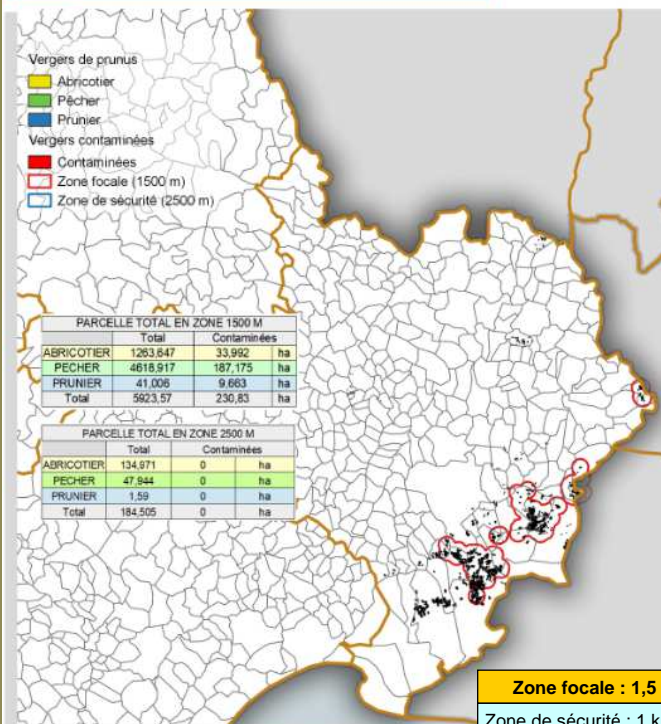 Vergers de prunus
Abricotier
Pêcher
Prunier
Vergers contaminées
Contaminées
Zone focale (1500 m)
Zone de sécurité (2500 m)
PARCELLE TOTAL EN ZONE 1500 M
Total Contaminées
ABRICOTIER 1263,647 33,992 ha
PECHER 4618,917 187,175 ha
PRUNIER 41,006 9,663 ha
Total 5923,57 230,83 ha
PARCELLE TOTAL EN ZONE 2500 M
Total Contaminées
ABRICOTIER 134,971 0 ha
PECHER 47,944 0 ha
PRUNIER 1,59 0 ha
Total 184,505 0 ha
Zone focale : 1,5
Zone de sécurité : 1 k